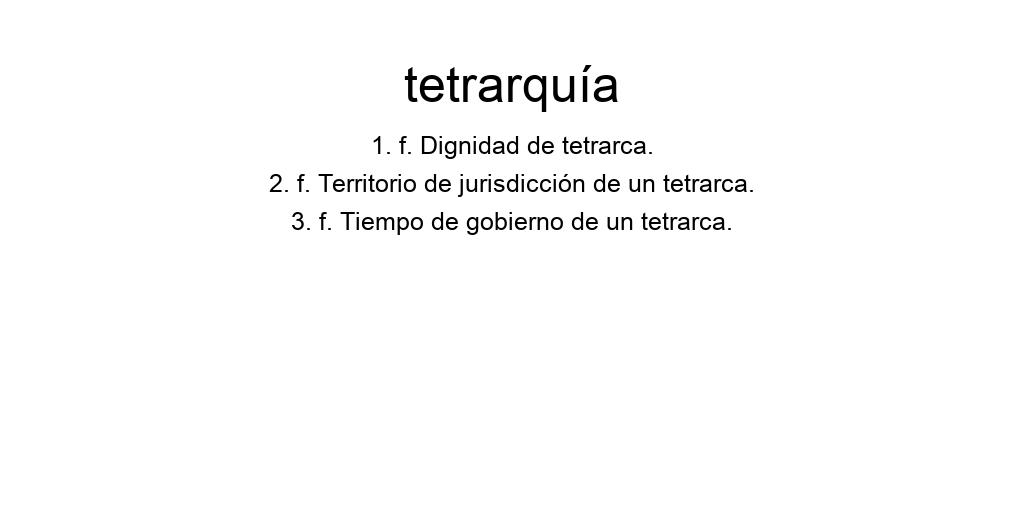 tetrarquía
1. f. Dignidad de tetrarca.
2. f. Territorio de jurisdicción de un tetrarca.
3. f. Tiempo de gobierno de un tetrarca.